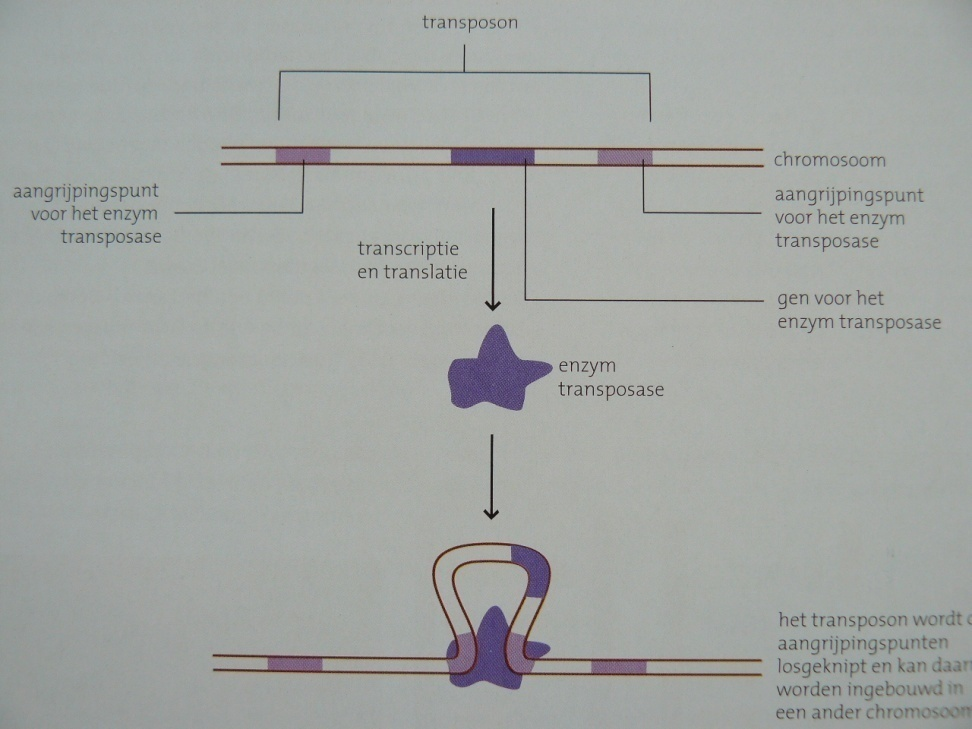 transposon
chromosoom
aangrijpingspunt
voor het enzym
transposase
aangrijpingspunt
voor het enzym
transposase
transcriptie
en translatie
gen voor het
enzym transposase
enzym
transposase
het transposon wordt
aangrijpingspunten
losgeknipt en kan
worden ingebouwd in
een ander chromosoom